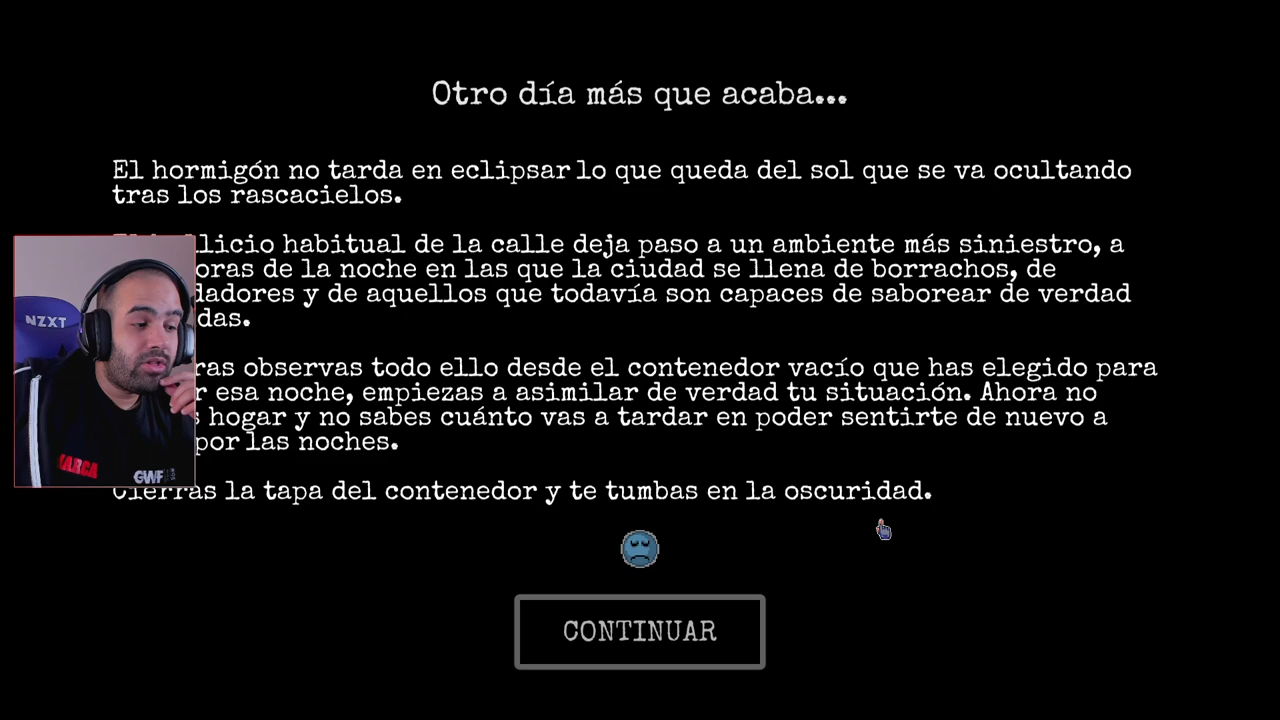 Otro día más que acaba...
El hormigón no tarda en eclipsar lo que queda del sol que se va ocultando
tras los rascacielos.
habitual de la calle deja paso a un ambiente más siniestro, a
de la noche en las que la ciudad se llena de borrachos, de
y de aquellos que todavía son capaces de saborear de verdad
observas todo ello desde el contenedor vacío que has elegido para
esa noche, empiezas a asimilar de verdad tu situación. Ahora no
hogar y no sabes cuánto vas a tardar en poder sentirte de nuevo a
por las noches.
Cierras la tapa del contenedor y te tumbas en la oscuridad.
NZXT
GWF
CONTINUAR